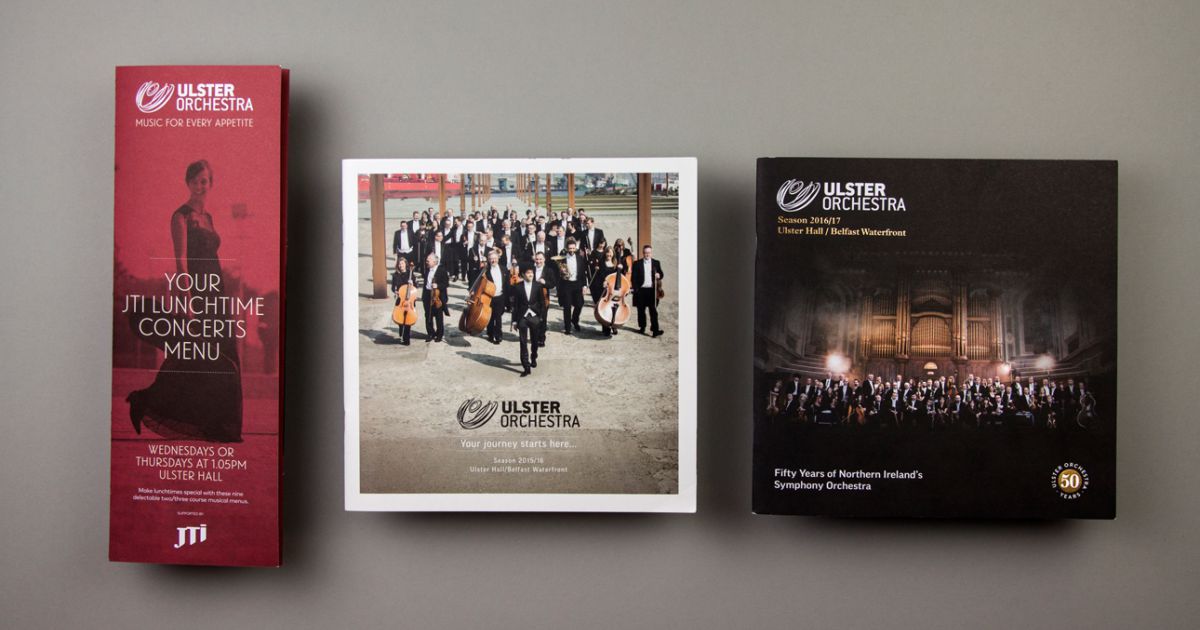 ULSTER
ORCHESTRA
MUSIC FOR EVERY APPETITE
YOUR
JTI LUNCHTIME
CONCERTS
MENU
WEDNESDAYS OR
THURSDAYS AT 1.05PM
ULSTER HALL
Make lunchtimes special with these nine
delectable two/three course musical menus.
SUPPORTED BY
JTi
ULSTER
ORCHESTRA
Your journey starts here...
Season 2015/16
Ulster Hall/Belfast Waterfront
ULSTER
ORCHESTRA
Season 2016/17
Ulster Hall / Belfast Waterfront
Fifty Years of Northern Ireland's
Symphony Orchestra
ULSTER ORCHESTRA
50
YEARS